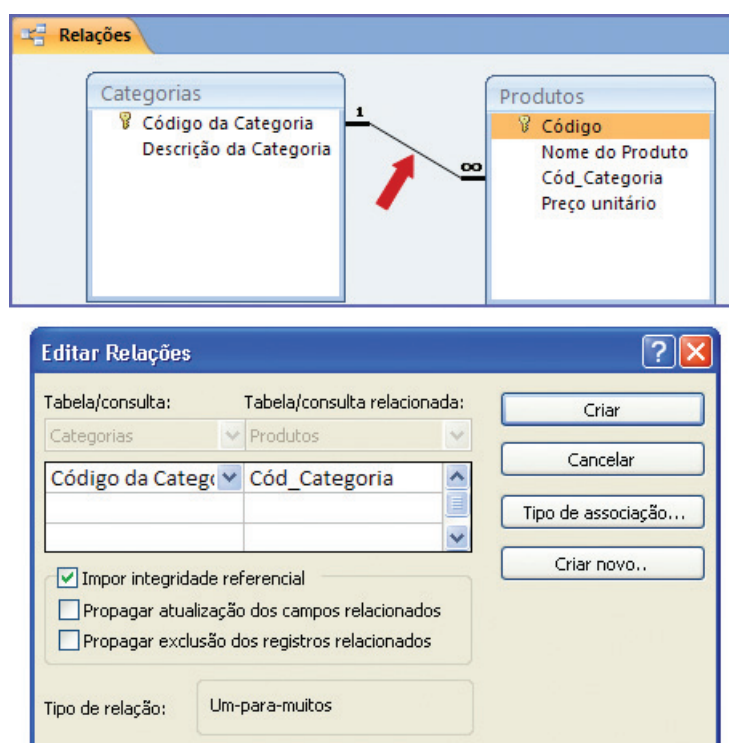 Relações
Categorias
Código da Categoria
Descrição da Categoria
1
∞
Produtos
Código
Nome do Produto
Cód_Categoria
Preço unitário
Editar Relações
Tabela/consulta: Tabela/consulta relacionada:
Categorias Produtos
Código da Catego Cód_Categoria
Impor integridade referencial
Propagar atualização dos campos relacionados
Propagar exclusão dos registros relacionados
Tipo de relação: Um-para-muitos
Criar
Cancelar
Tipo de associação...
Criar novo..